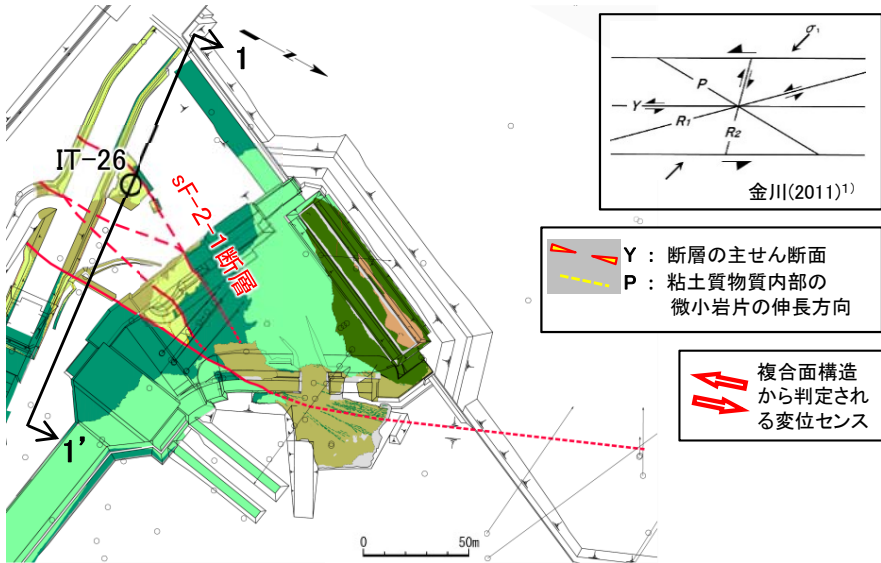 1
IT-26
sF-2-1断層
1'
0 50m
σ1
P
Y
R1
R2
金川(2011)1)
Y : 断層の主せん断面
P : 粘土質物質内部の
微小岩片の伸長方向
複合面構造
から判定され
る変位センス